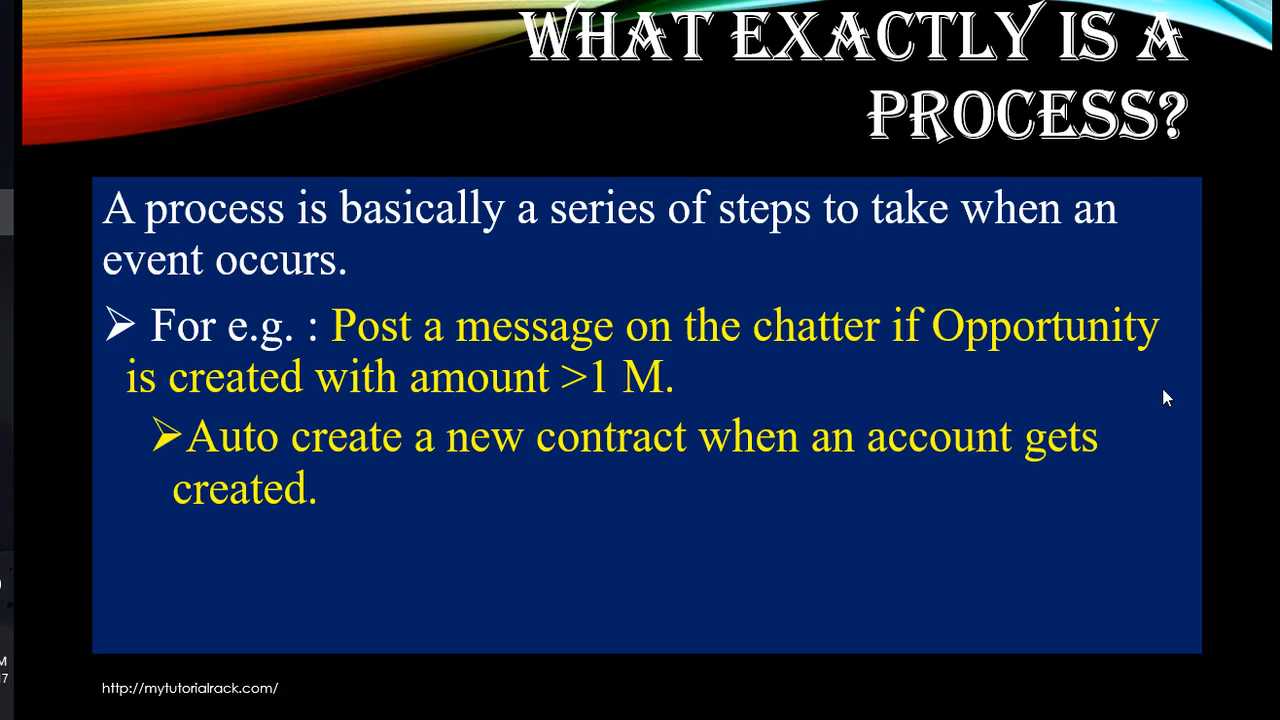 WHAT EXACTLY IS A
PROCESS?
A process is basically a series of steps to take when an
event occurs.
➢ For e.g. : Post a message on the chatter if Opportunity
is created with amount >1 M.
➢Auto create a new contract when an account gets
created.
http://mytutorialrack.com/